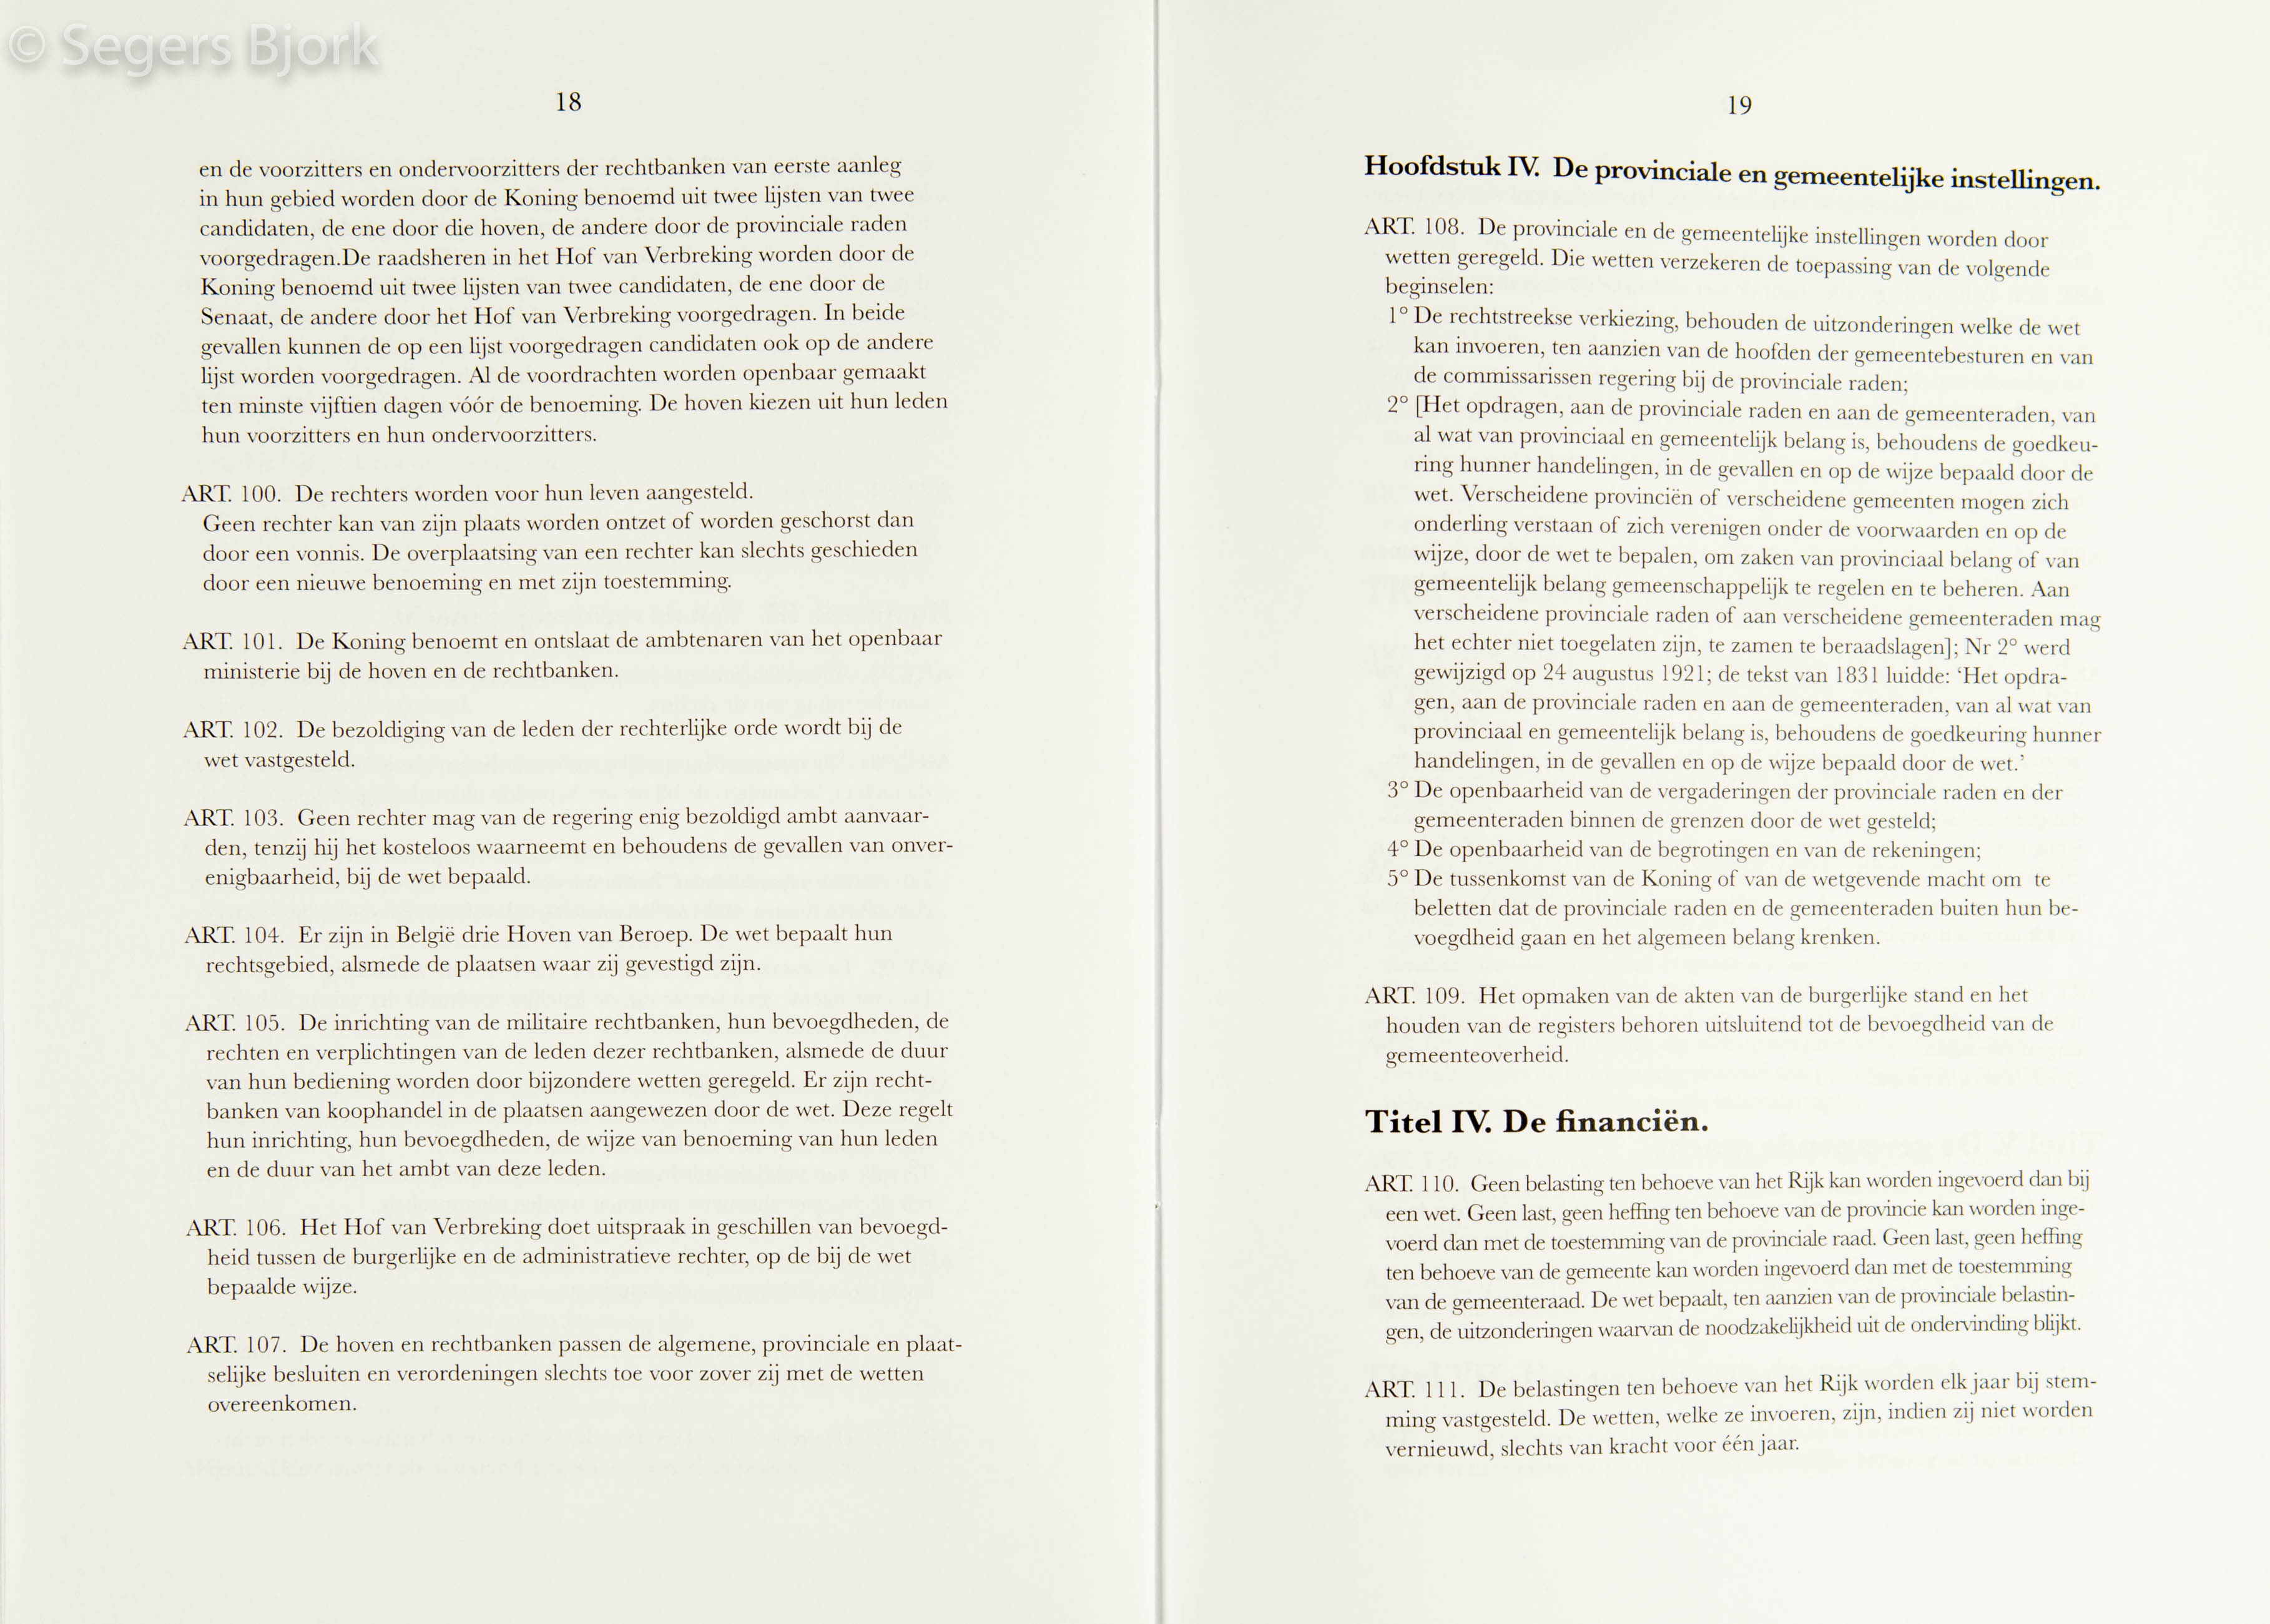 © Segers Bjork
18
en de voorzitters en ondervoorzitters der rechtbanken van eerste aanleg
in hun gebied worden door de Koning benoemd uit twee lijsten van twee
candidaten, de ene door die hoven, de andere door de provinciale raden
voorgedragen.De raadsheren in het Hof van Verbreking worden door de
Koning benoemd uit twee lijsten van twee candidaten, de ene door de
Senaat, de andere door het Hof van Verbreking voorgedragen. In beide
gevallen kunnen de op een lijst voorgedragen candidaten ook op de andere
lijst worden voorgedragen. Al de voordrachten worden openbaar gemaakt
ten minste vijftien dagen vóór de benoeming. De hoven kiezen uit hun leden
hun voorzitters en hun ondervoorzitters.
ART. 100. De rechters worden voor hun leven aangesteld.
Geen rechter kan van zijn plaats worden ontzet of worden geschorst dan
door een vonnis. De overplaatsing van een rechter kan slechts geschieden
door een nieuwe benoeming en met zijn toestemming.
ART. 101. De Koning benoemt en ontslaat de ambtenaren van het openbaar
ministerie bij de hoven en de rechtbanken.
ART. 102. De bezoldiging van de leden der rechterlijke orde wordt bij de
wet vastgesteld.
ART. 103. Geen rechter mag van de regering enig bezoldigd ambt aanvaar-
den, tenzij hij het kosteloos waarneemt en behoudens de gevallen van onver-
enigbaarheid, bij de wet bepaald.
ART. 104. Er zijn in België drie Hoven van Beroep. De wet bepaalt hun
rechtsgebied, alsmede de plaatsen waar zij gevestigd zijn.
ART. 105. De inrichting van de militaire rechtbanken, hun bevoegdheden, de
rechten en verplichtingen van de leden dezer rechtbanken, alsmede de duur
van hun bediening worden door bijzondere wetten geregeld. Er zijn recht-
banken van koophandel in de plaatsen aangewezen door de wet. Deze regelt
hun inrichting, hun bevoegdheden, de wijze van benoeming van hun leden
en de duur van het ambt van deze leden.
ART. 106. Het Hof van Verbreking doet uitspraak in geschillen van bevoegd-
heid tussen de burgerlijke en de administratieve rechter, op de bij de wet
bepaalde wijze.
ART. 107. De hoven en rechtbanken passen de algemene, provinciale en plaat-
selijke besluiten en verordeningen slechts toe voor zover zij met de wetten
overeenkomen.
19
Hoofdstuk IV. De provinciale en gemeentelijke instellingen.
ART. 108. De provinciale en de gemeentelijke instellingen worden door
wetten geregeld. Die wetten verzekeren de toepassing van de volgende
beginselen:
1° De rechtstreekse verkiezing, behouden de uitzonderingen welke de wet
kan invoeren, ten aanzien van de hoofden der gemeentebesturen en van
de commissarissen regering bij de provinciale raden;
2° [Het opdragen, aan de provinciale raden en aan de gemeenteraden, van
al wat van provinciaal en gemeentelijk belang is, behoudens de goedkeu-
ring hunner handelingen, in de gevallen en op de wijze bepaald door de
wet. Verscheidene provinciën of verscheidene gemeenten mogen zich
onderling verstaan of zich verenigen onder de voorwaarden en op de
wijze, door de wet te bepalen, om zaken van provinciaal belang of van
gemeentelijk belang gemeenschappelijk te regelen en te beheren. Aan
verscheidene provinciale raden of aan verscheidene gemeenteraden mag
het echter niet toegelaten zijn, te zamen te beraadslagen]; Nr 2° werd
gewijzigd op 24 augustus 1921; de tekst van 1831 luidde: ‘Het opdra-
gen, aan de provinciale raden en aan de gemeenteraden, van al wat van
provinciaal en gemeentelijk belang is, behoudens de goedkeuring hunner
handelingen, in de gevallen en op de wijze bepaald door de wet.’
3° De openbaarheid van de vergaderingen der provinciale raden en der
gemeenteraden binnen de grenzen door de wet gesteld;
4° De openbaarheid van de begrotingen en van de rekeningen;
5° De tussenkomst van de Koning of van de wetgevende macht om te
beletten dat de provinciale raden en de gemeenteraden buiten hun be-
voegdheid gaan en het algemeen belang krenken.
ART. 109. Het opmaken van de akten van de burgerlijke stand en het
houden van de registers behoren uitsluitend tot de bevoegdheid van de
gemeenteoverheid.
Titel IV. De financiën.
ART. 110. Geen belasting ten behoeve van het Rijk kan worden ingevoerd dan bij
een wet. Geen last, geen heffing ten behoeve van de provincie kan worden inge-
voerd dan met de toestemming van de provinciale raad. Geen last, geen heffing
ten behoeve van de gemeente kan worden ingevoerd dan met de toestemming
van de gemeenteraad. De wet bepaalt, ten aanzien van de provinciale belastin-
gen, de uitzonderingen waarvan de noodzakelijkheid uit de ondervinding blijkt.
ART. 111. De belastingen ten behoeve van het Rijk worden elk jaar bij stem-
ming vastgesteld. De wetten, welke ze invoeren, zijn, indien zij niet worden
vernieuwd, slechts van kracht voor één jaar.